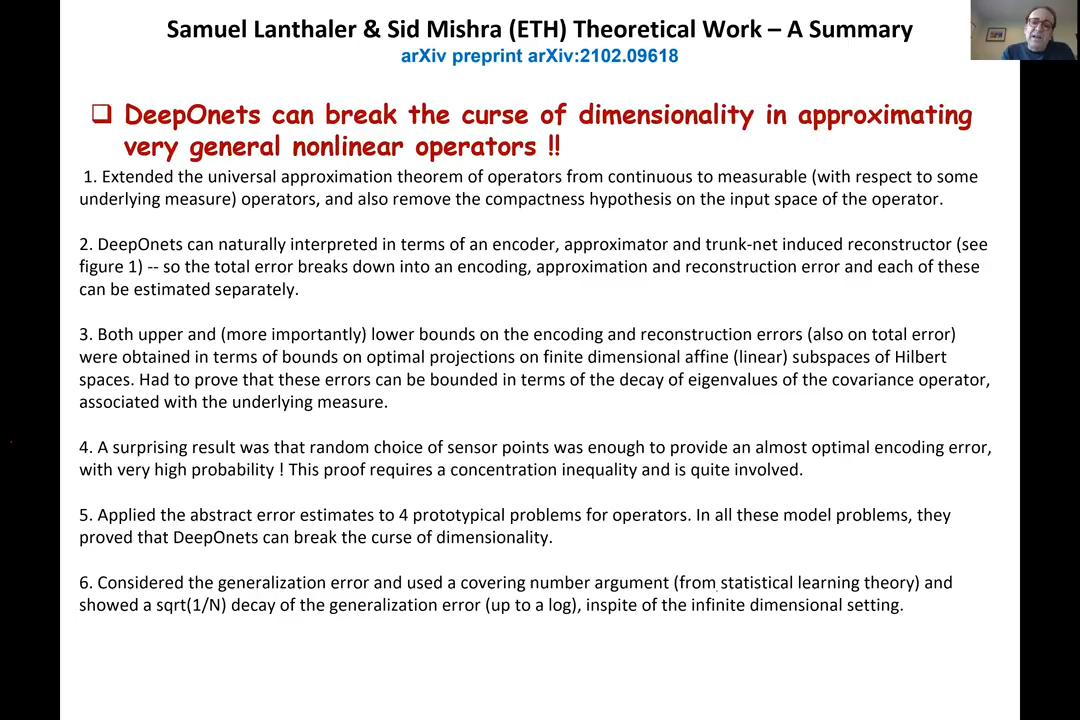 Samuel Lanthaler & Sid Mishra (ETH) Theoretical Work – A Summary
arXiv preprint arXiv:2102.09618
❑ DeepOnets can break the curse of dimensionality in approximating
very general nonlinear operators !!
1. Extended the universal approximation theorem of operators from continuous to measurable (with respect to some
underlying measure) operators, and also remove the compactness hypothesis on the input space of the operator.
2. DeepOnets can naturally interpreted in terms of an encoder, approximator and trunk-net induced reconstructor (see
figure 1) -- so the total error breaks down into an encoding, approximation and reconstruction error and each of these
can be estimated separately.
3. Both upper and (more importantly) lower bounds on the encoding and reconstruction errors (also on total error)
were obtained in terms of bounds on optimal projections on finite dimensional affine (linear) subspaces of Hilbert
spaces. Had to prove that these errors can be bounded in terms of the decay of eigenvalues of the covariance operator,
associated with the underlying measure.
4. A surprising result was that random choice of sensor points was enough to provide an almost optimal encoding error,
with very high probability ! This proof requires a concentration inequality and is quite involved.
5. Applied the abstract error estimates to 4 prototypical problems for operators. In all these model problems, they
proved that DeepOnets can break the curse of dimensionality.
6. Considered the generalization error and used a covering number argument (from statistical learning theory) and
showed a sqrt(1/N) decay of the generalization error (up to a log), inspite of the infinite dimensional setting.